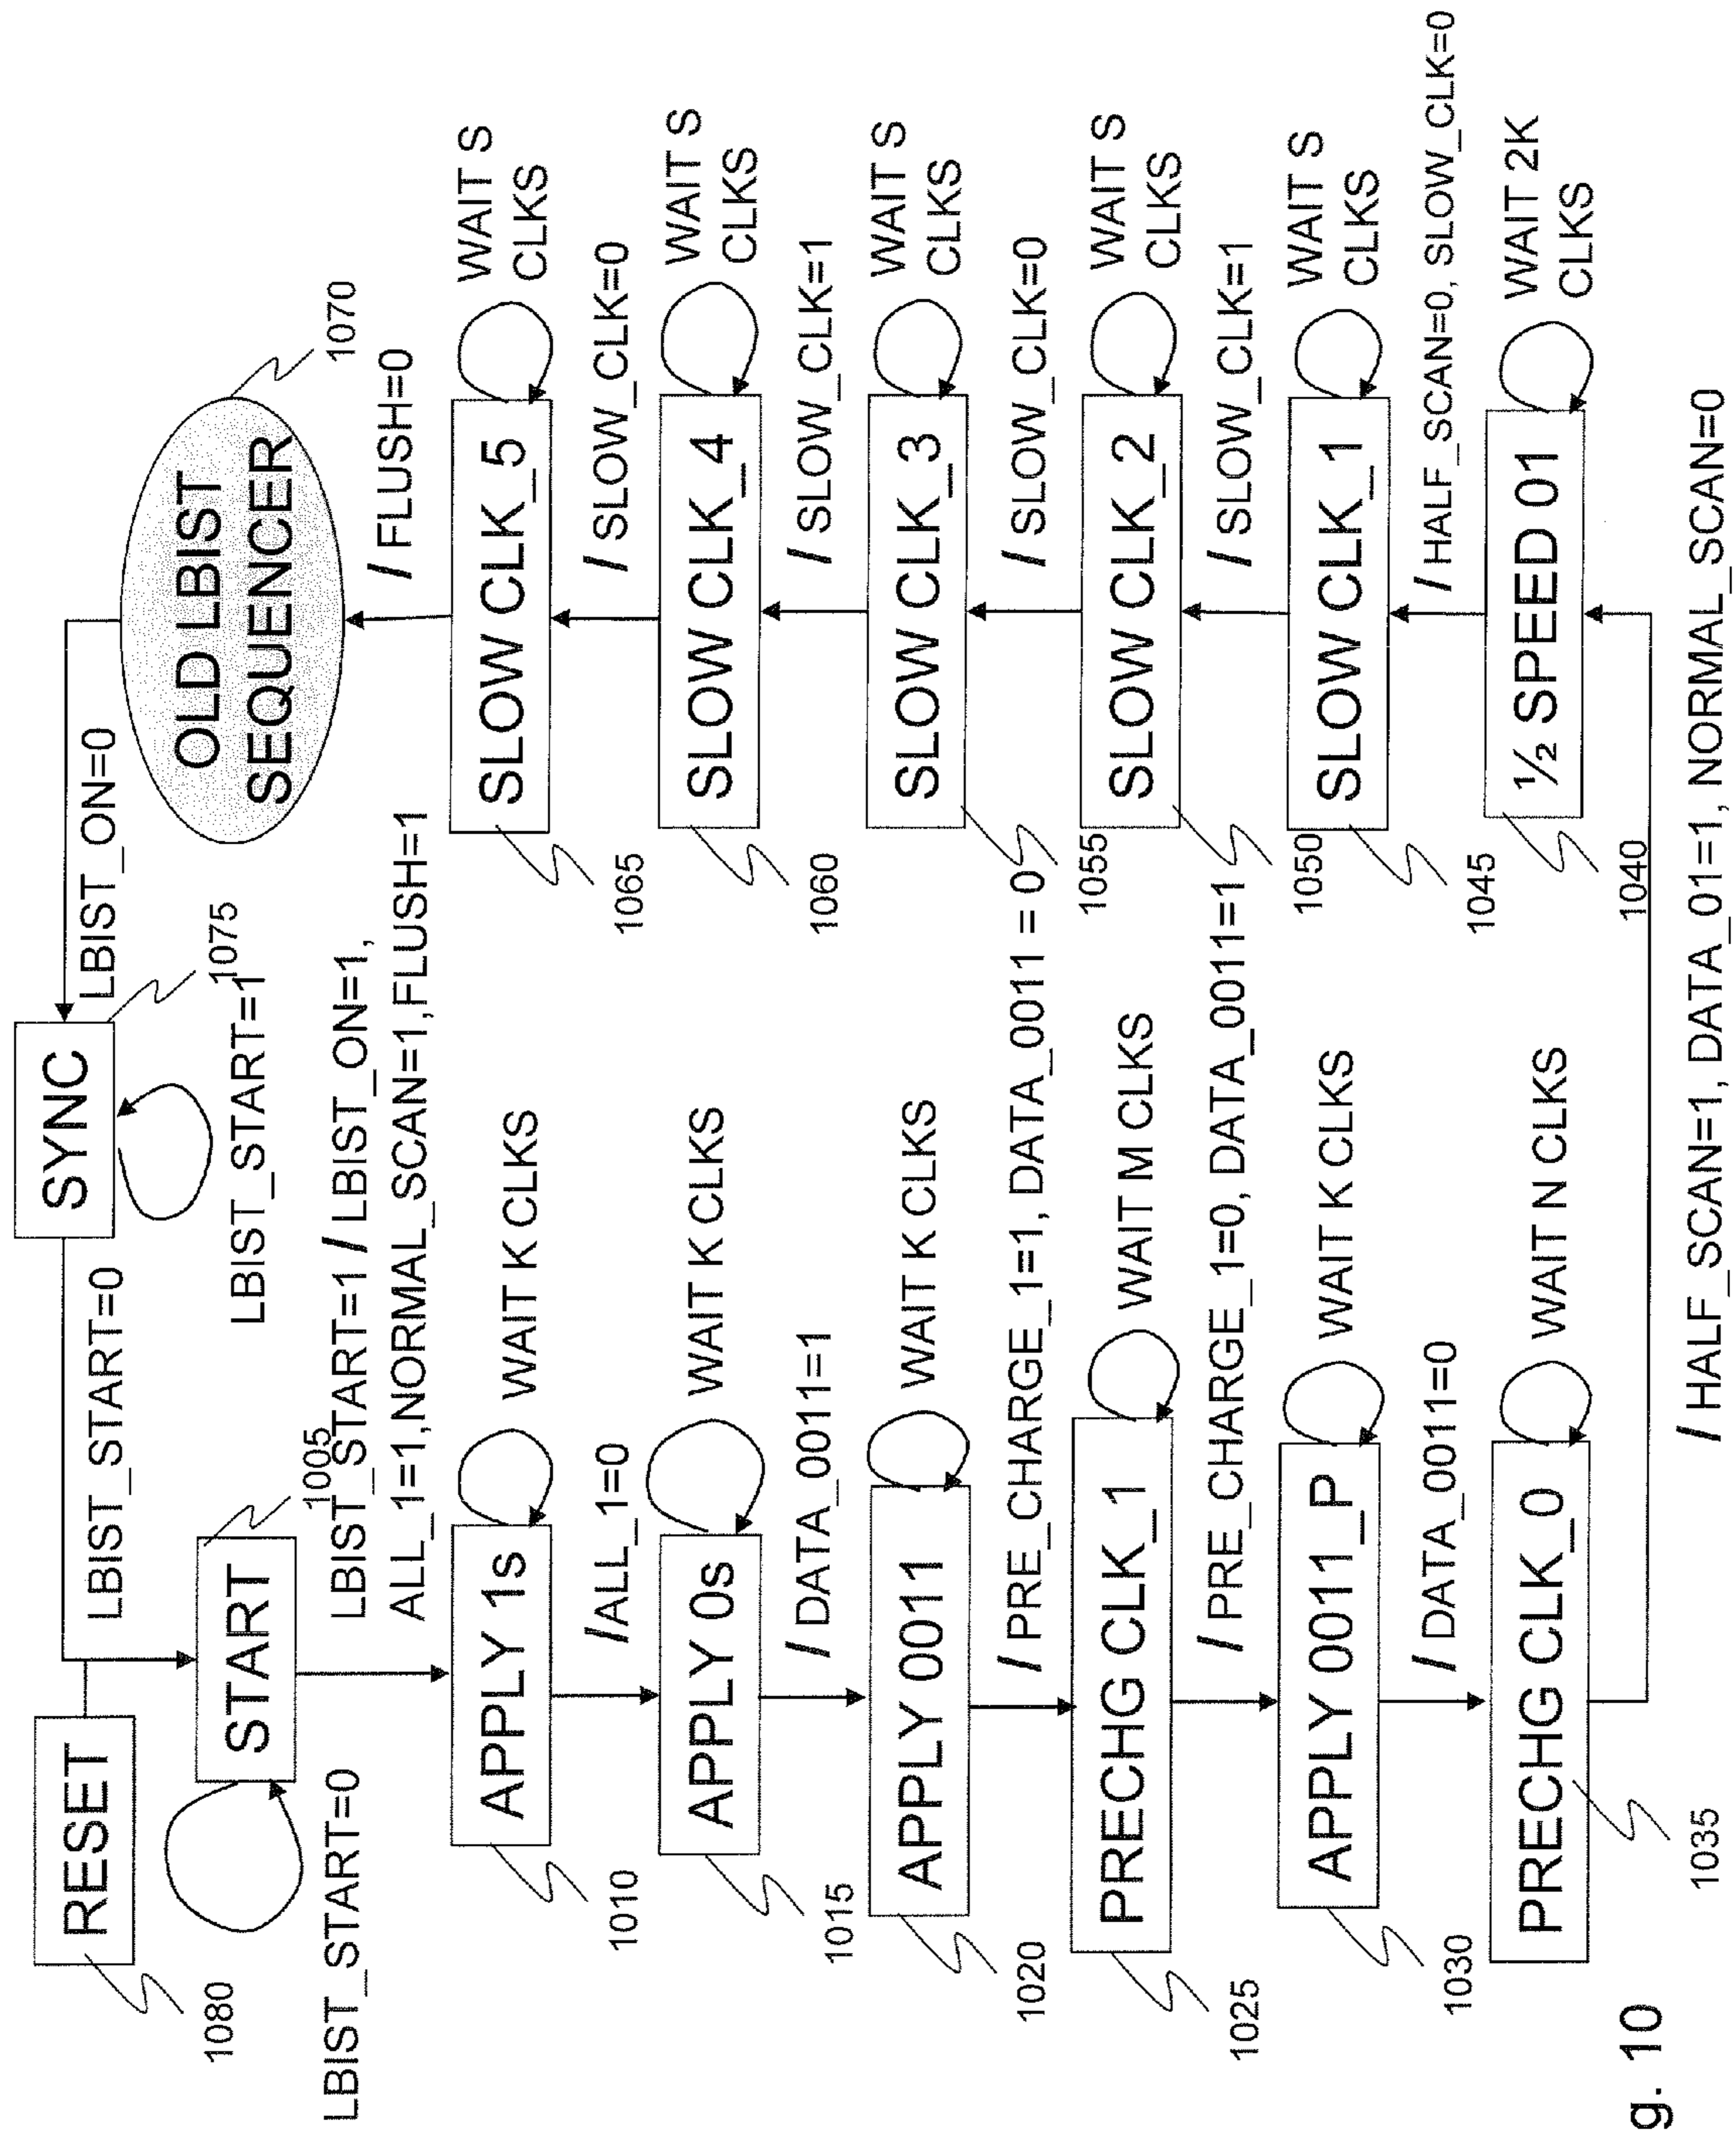 RESET
1080
LBIST_START=0
SYNC
1075
LBIST_START=1
LBIST_ON=0
LBIST_START=0
START
1005
LBIST_START=1 / LBIST_ON=1,
ALL_1=1,NORMAL_SCAN=1,FLUSH=1
APPLY 1s
WAIT K CLKS
1010
/ALL_1=0
APPLY 0s
WAIT K CLKS
1015
/ DATA_0011=1
APPLY 0011
WAIT K CLKS
1020
/ PRE_CHARGE_1=1, DATA_0011 = 0
PRECHG CLK_1
WAIT M CLKS
1025
/ PRE_CHARGE_1=0, DATA_0011=1
APPLY 0011_P
WAIT K CLKS
1030
/ DATA_0011=0
PRECHG CLK_0
WAIT N CLKS
1035
/ HALF_SCAN=1, DATA_01=1, NORMAL_SCAN=0
½ SPEED 01
WAIT 2K
CLKS
1040
/ HALF_SCAN=0, SLOW_CLK=0
SLOW CLK_1
WAIT S
CLKS
1045
/ SLOW_CLK=1
SLOW CLK_2
WAIT S
CLKS
1050
/ SLOW_CLK=0
SLOW CLK_3
WAIT S
CLKS
1055
/ SLOW_CLK=1
SLOW CLK_4
WAIT S
CLKS
1060
/ SLOW_CLK=0
SLOW CLK_5
WAIT S
CLKS
1065
/ FLUSH=0
OLD LBIST
SEQUENCER
1070
g. 10